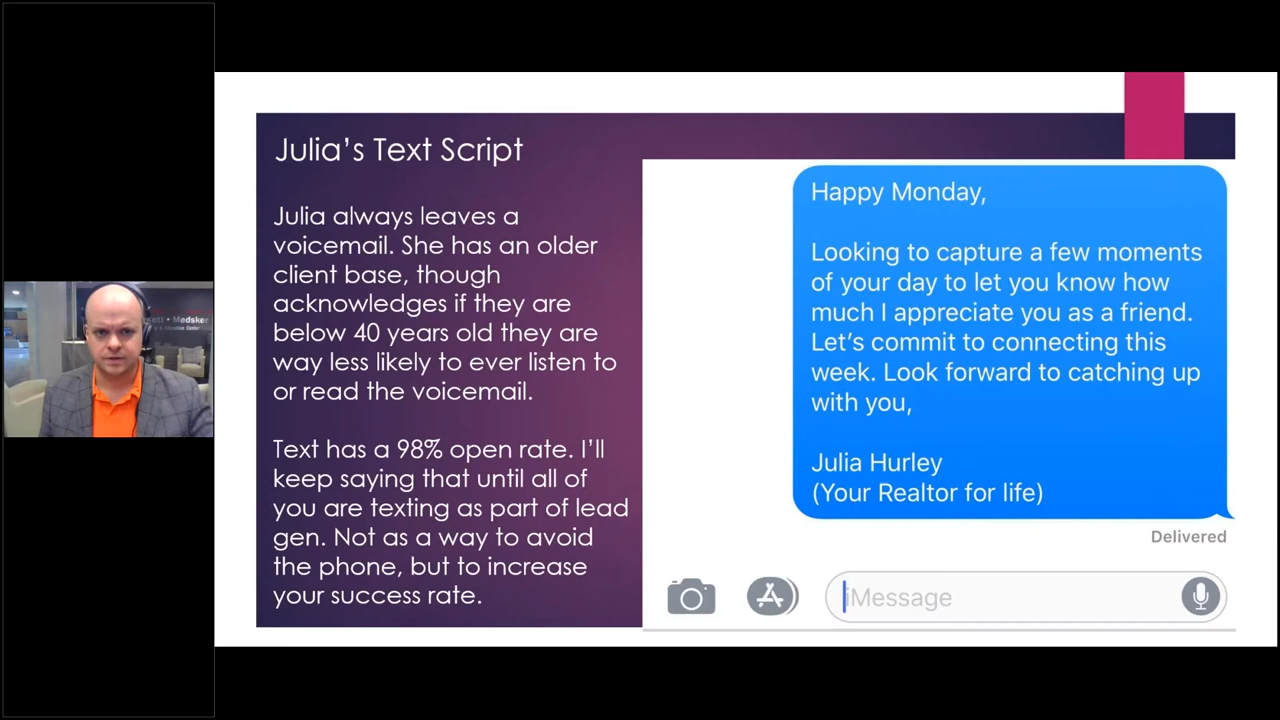 Julia's Text Script
Julia always leaves a
voicemail. She has an older
client base, though
acknowledges if they are
below 40 years old they are
way less likely to ever listen to
or read the voicemail.
Text has a 98% open rate. I'll
keep saying that until all of
you are texting as part of lead
gen. Not as a way to avoid
the phone, but to increase
your success rate.
Happy Monday,
Looking to capture a few moments
of your day to let you know how
much I appreciate you as a friend.
Let's commit to connecting this
week. Look forward to catching up
with you,
Julia Hurley
(Your Realtor for life)
Delivered
iMessage
Medsker